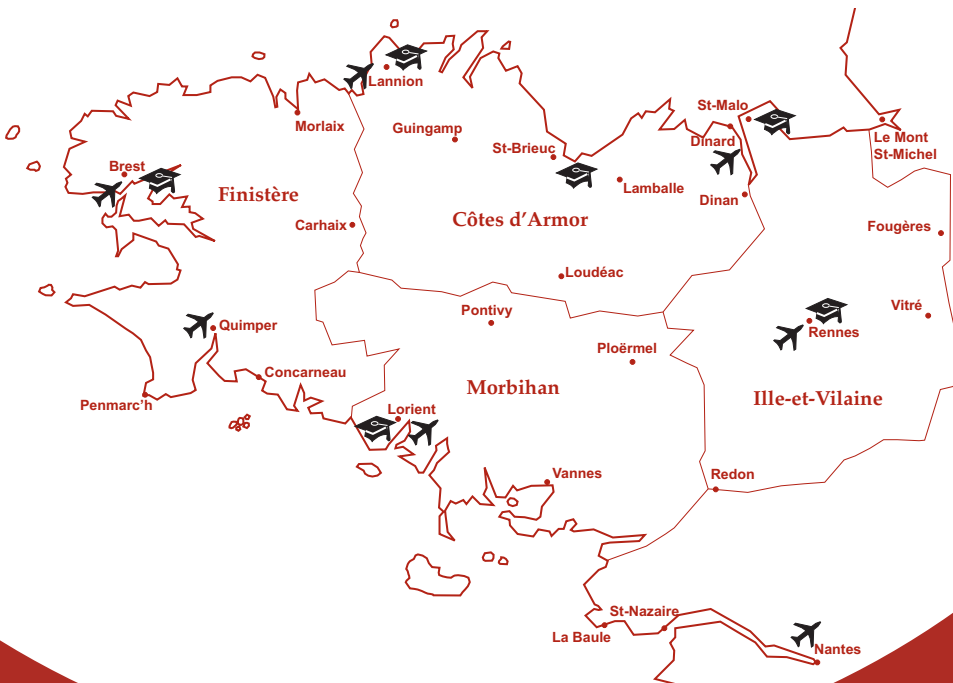 Lannion
St-Malo
Morlaix
Guingamp
Dinard
Le Mont
St-Michel
St-Brieuc
Brest
Lamballe
Finistère
Dinan
Côtes d'Armor
Carhaix
Fougères
Loudéac
Pontivy
Vitré
Quimper
Rennes
Ploërmel
Concarneau
Morbihan
Ille-et-Vilaine
Penmarc'h
Lorient
Vannes
Redon
St-Nazaire
La Baule
Nantes